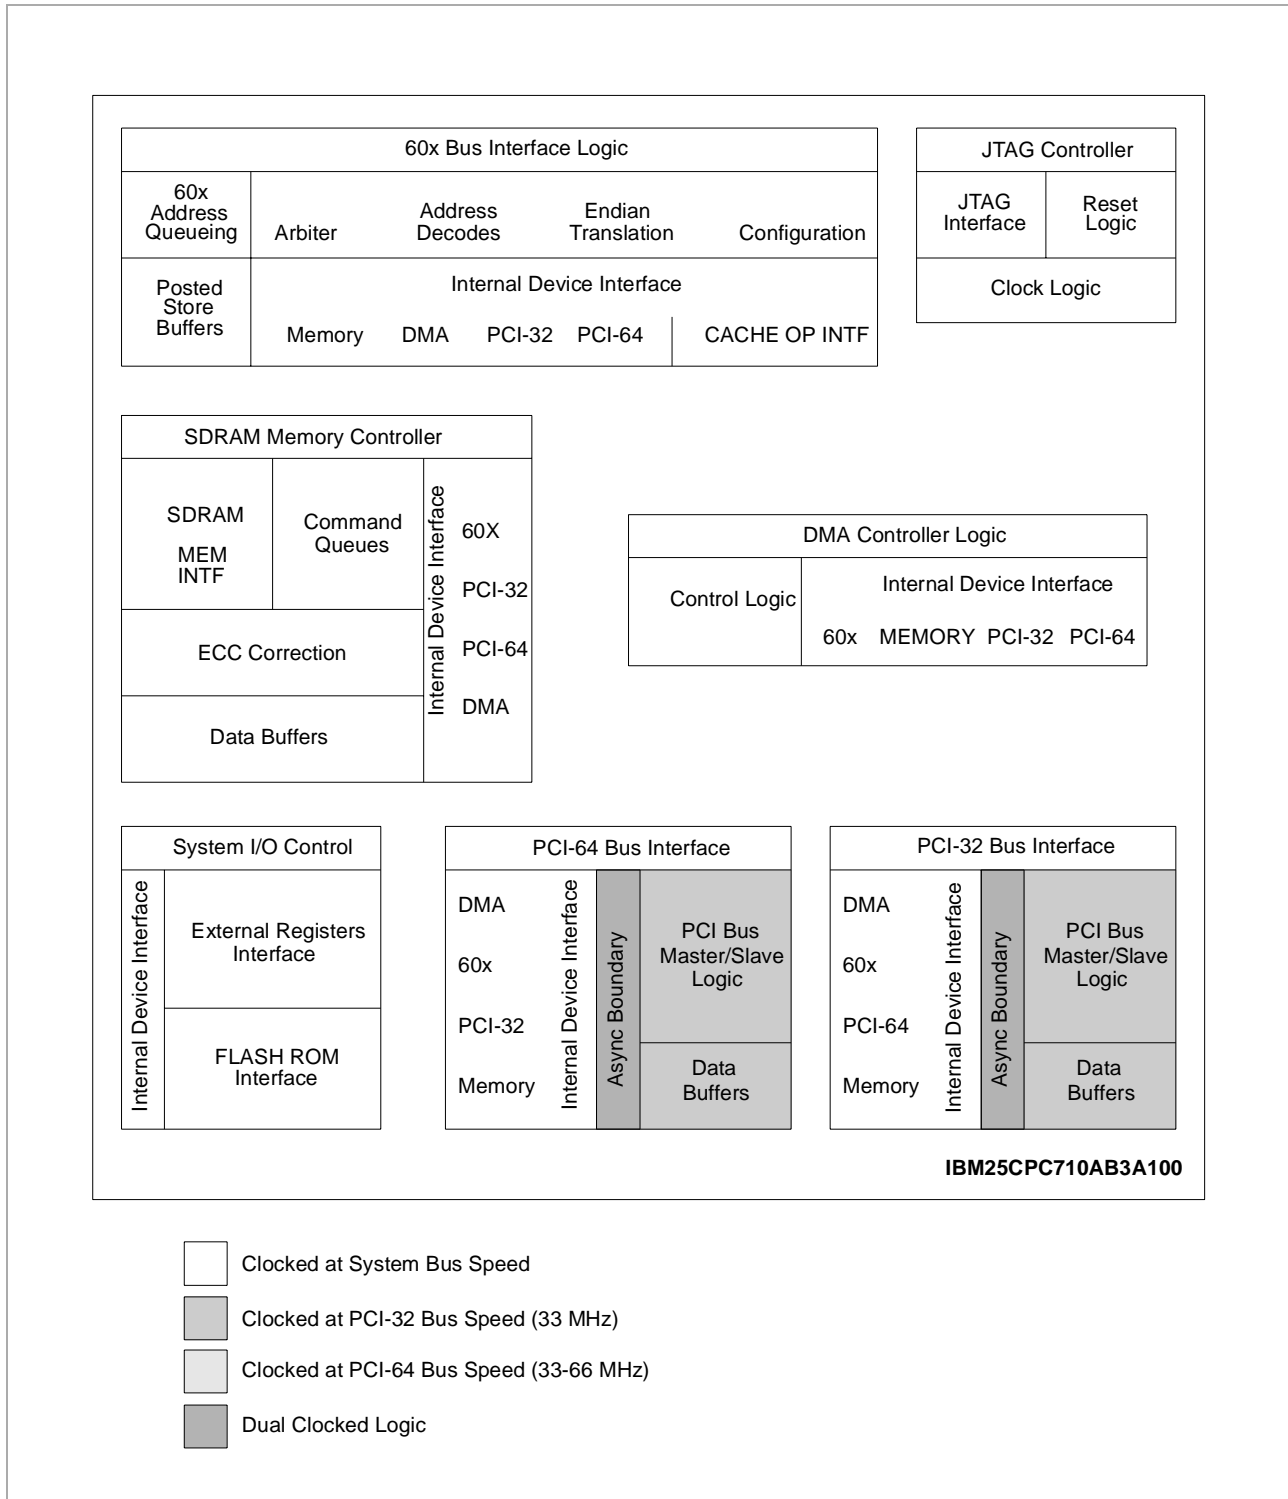 60x Bus Interface Logic
60x
Address
Queueing
Arbiter
Address
Decodes
Endian
Translation
Configuration
Posted
Store
Buffers
Internal Device Interface
Memory DMA PCI-32 PCI-64
CACHE OP INTF
JTAG Controller
JTAG
Interface
Reset
Logic
Clock Logic
SDRAM Memory Controller
SDRAM
MEM
INTF
Command
Queues
Internal Device Interface
60X
PCI-32
PCI-64
DMA
ECC Correction
Data Buffers
DMA Controller Logic
Control Logic
Internal Device Interface
60x MEMORY PCI-32 PCI-64
System I/O Control
Internal Device Interface
External Registers
Interface
FLASH ROM
Interface
PCI-64 Bus Interface
DMA
60x
PCI-32
Memory
Internal Device Interface
Async Boundary
PCI Bus
Master/Slave
Logic
Data
Buffers
PCI-32 Bus Interface
DMA
60x
PCI-64
Memory
Internal Device Interface
Async Boundary
PCI Bus
Master/Slave
Logic
Data
Buffers
IBM25CPC710AB3A100
Clocked at System Bus Speed
Clocked at PCI-32 Bus Speed (33 MHz)
Clocked at PCI-64 Bus Speed (33-66 MHz)
Dual Clocked Logic